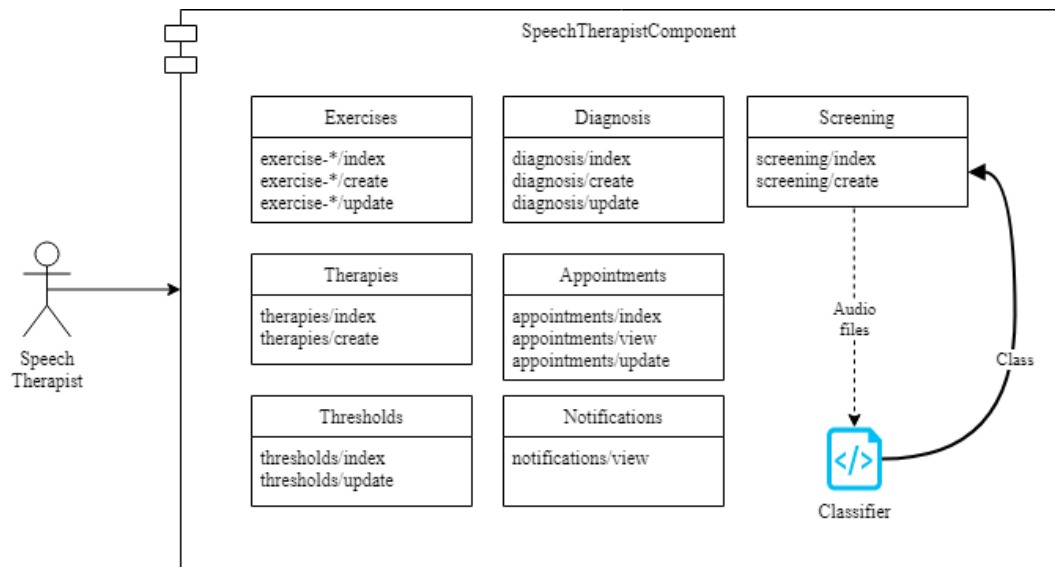 SpeechTherapistComponent
Exercises
exercise-*/index
exercise-*/create
exercise-*/update
Diagnosis
diagnosis/index
diagnosis/create
diagnosis/update
Screening
screening/index
screening/create
Therapies
therapies/index
therapies/create
Appointments
appointments/index
appointments/view
appointments/update
Audio
files
Class
Speech
Therapist
Thresholds
thresholds/index
thresholds/update
Notifications
notifications/view
</>
Classifier